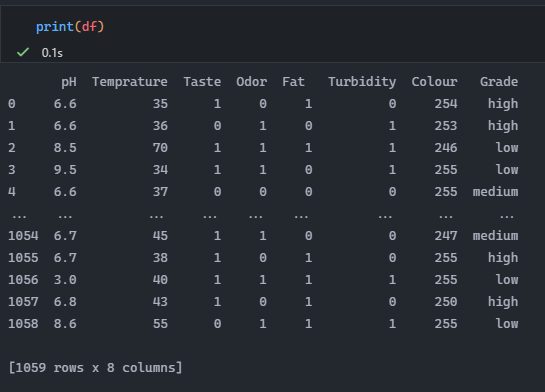 print(df)
✓ 0.1s
pH Temprature Taste Odor Fat Turbidity Colour Grade
0 6.6 35 1 0 1 0 254 high
1 6.6 36 0 1 0 1 253 high
2 8.5 70 1 1 1 1 246 low
3 9.5 34 1 1 0 1 255 low
4 6.6 37 0 0 0 0 255 medium
... ... ... ... ... ... ... ... ...
1054 6.7 45 1 1 0 0 247 medium
1055 6.7 38 1 0 1 0 255 high
1056 3.0 40 1 1 1 1 255 low
1057 6.8 43 1 0 1 0 250 high
1058 8.6 55 0 1 1 1 255 low
[1059 rows x 8 columns]